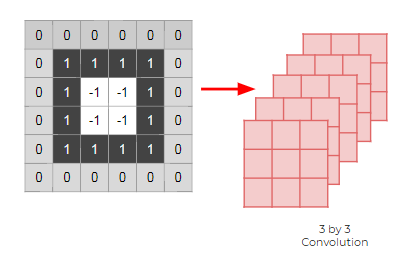 0 0 0 0 0 0
0 1 1 1 1 0
0 1 -1 -1 1 0
0 1 -1 -1 1 0
0 1 1 1 1 0
0 0 0 0 0 0
3 by 3
Convolution